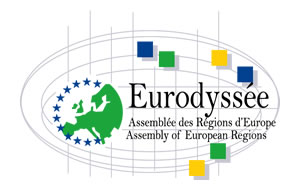 Eurodyssée
Assemblée des Régions d'Europe
Assembly of European Regions